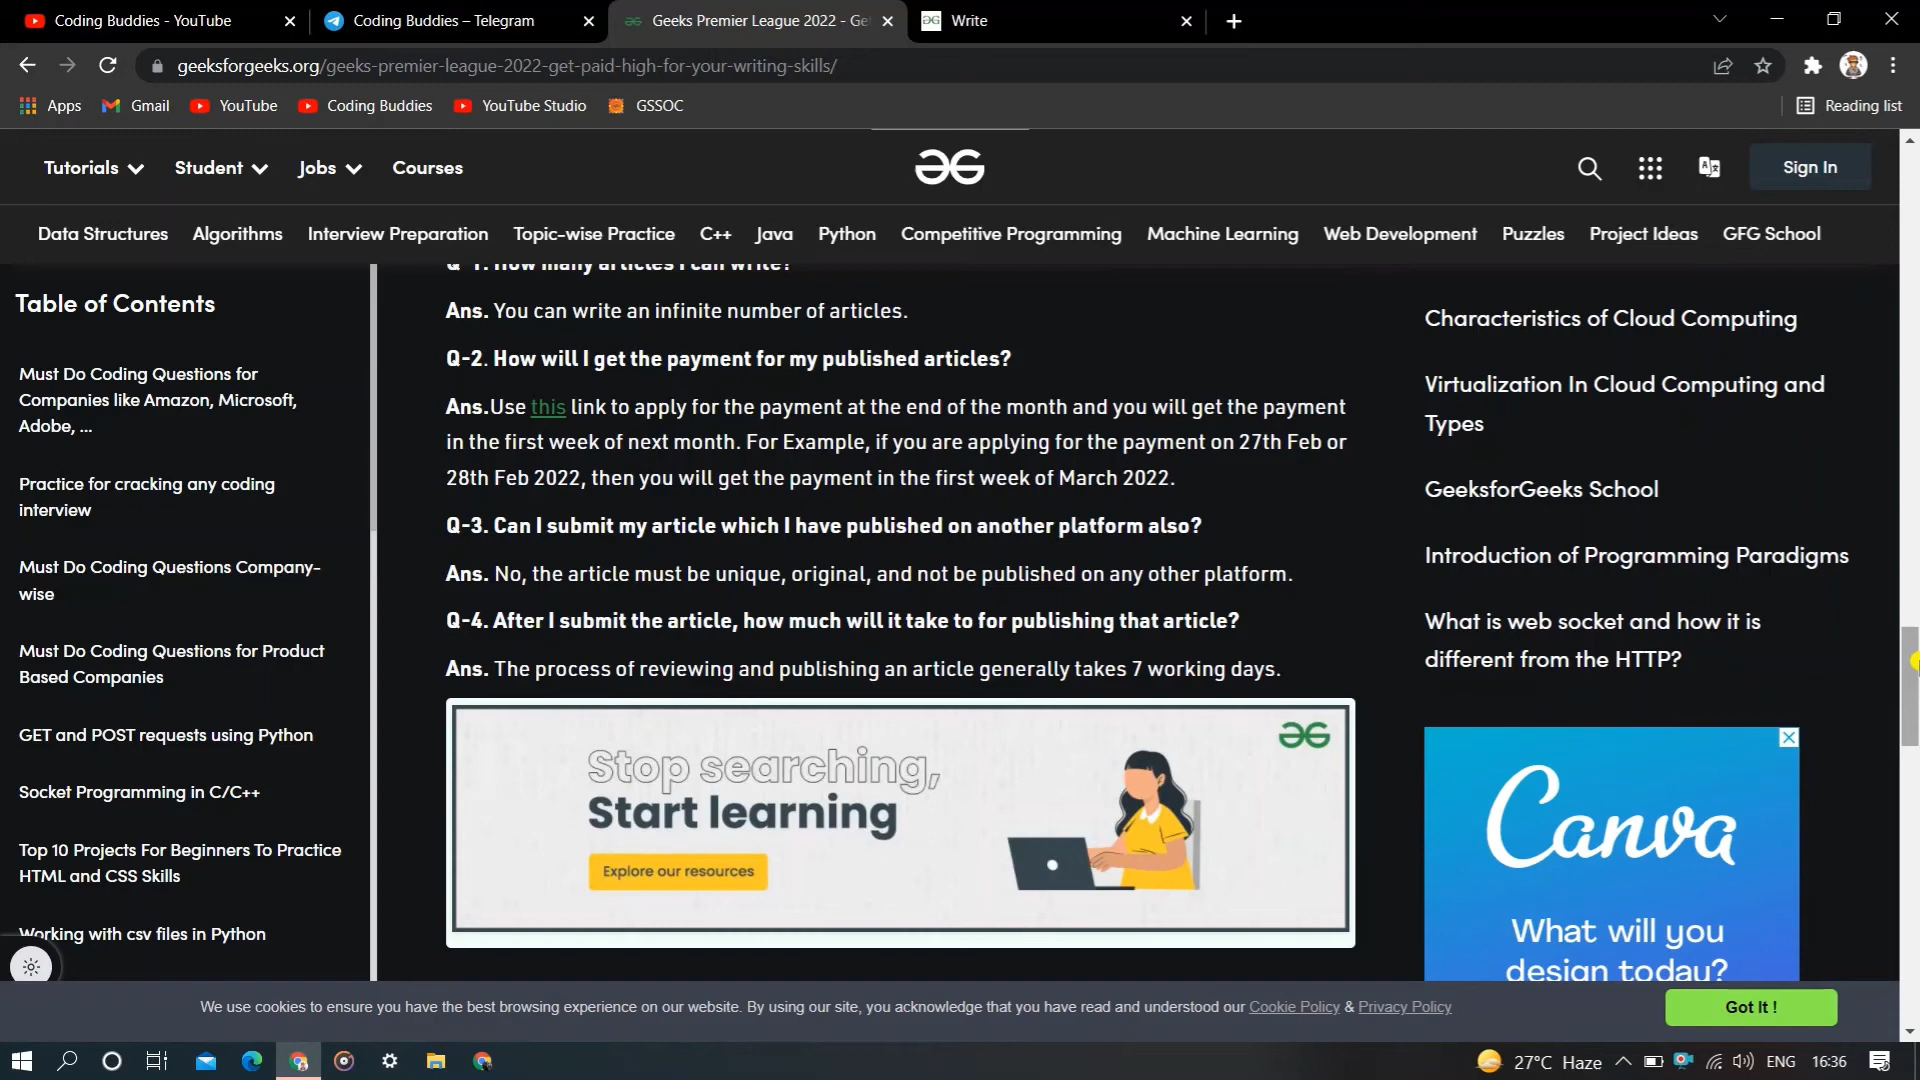 Coding Buddies - YouTube
Coding Buddies – Telegram
Geeks Premier League 2022 - Ge
Write
geeksforgeeks.org/geeks-premier-league-2022-get-paid-high-for-your-writing-skills/
Apps
Gmail
YouTube
Coding Buddies
YouTube Studio
GSSOC
Reading list
Tutorials
Student
Jobs
Courses
Sign In
Data Structures
Algorithms
Interview Preparation
Topic-wise Practice
C++
Java
Python
Competitive Programming
Machine Learning
Web Development
Puzzles
Project Ideas
GFG School
Table of Contents
Must Do Coding Questions for
Companies like Amazon, Microsoft,
Adobe, ...
Practice for cracking any coding
interview
Must Do Coding Questions Company-
wise
Must Do Coding Questions for Product
Based Companies
GET and POST requests using Python
Socket Programming in C/C++
Top 10 Projects For Beginners To Practice
HTML and CSS Skills
Working with csv files in Python
Q-1. How many articles I can write?
Ans. You can write an infinite number of articles.
Q-2. How will I get the payment for my published articles?
Ans.Use this link to apply for the payment at the end of the month and you will get the payment
in the first week of next month. For Example, if you are applying for the payment on 27th Feb or
28th Feb 2022, then you will get the payment in the first week of March 2022.
Q-3. Can I submit my article which I have published on another platform also?
Ans. No, the article must be unique, original, and not be published on any other platform.
Q-4. After I submit the article, how much will it take to for publishing that article?
Ans. The process of reviewing and publishing an article generally takes 7 working days.
Stop searching,
Start learning
Explore our resources
Characteristics of Cloud Computing
Virtualization In Cloud Computing and
Types
GeeksforGeeks School
Introduction of Programming Paradigms
What is web socket and how it is
different from the HTTP?
Canva
What will you
design today?
We use cookies to ensure you have the best browsing experience on our website. By using our site, you acknowledge that you have read and understood our Cookie Policy & Privacy Policy
Got It !
27°C Haze
ENG
16:36